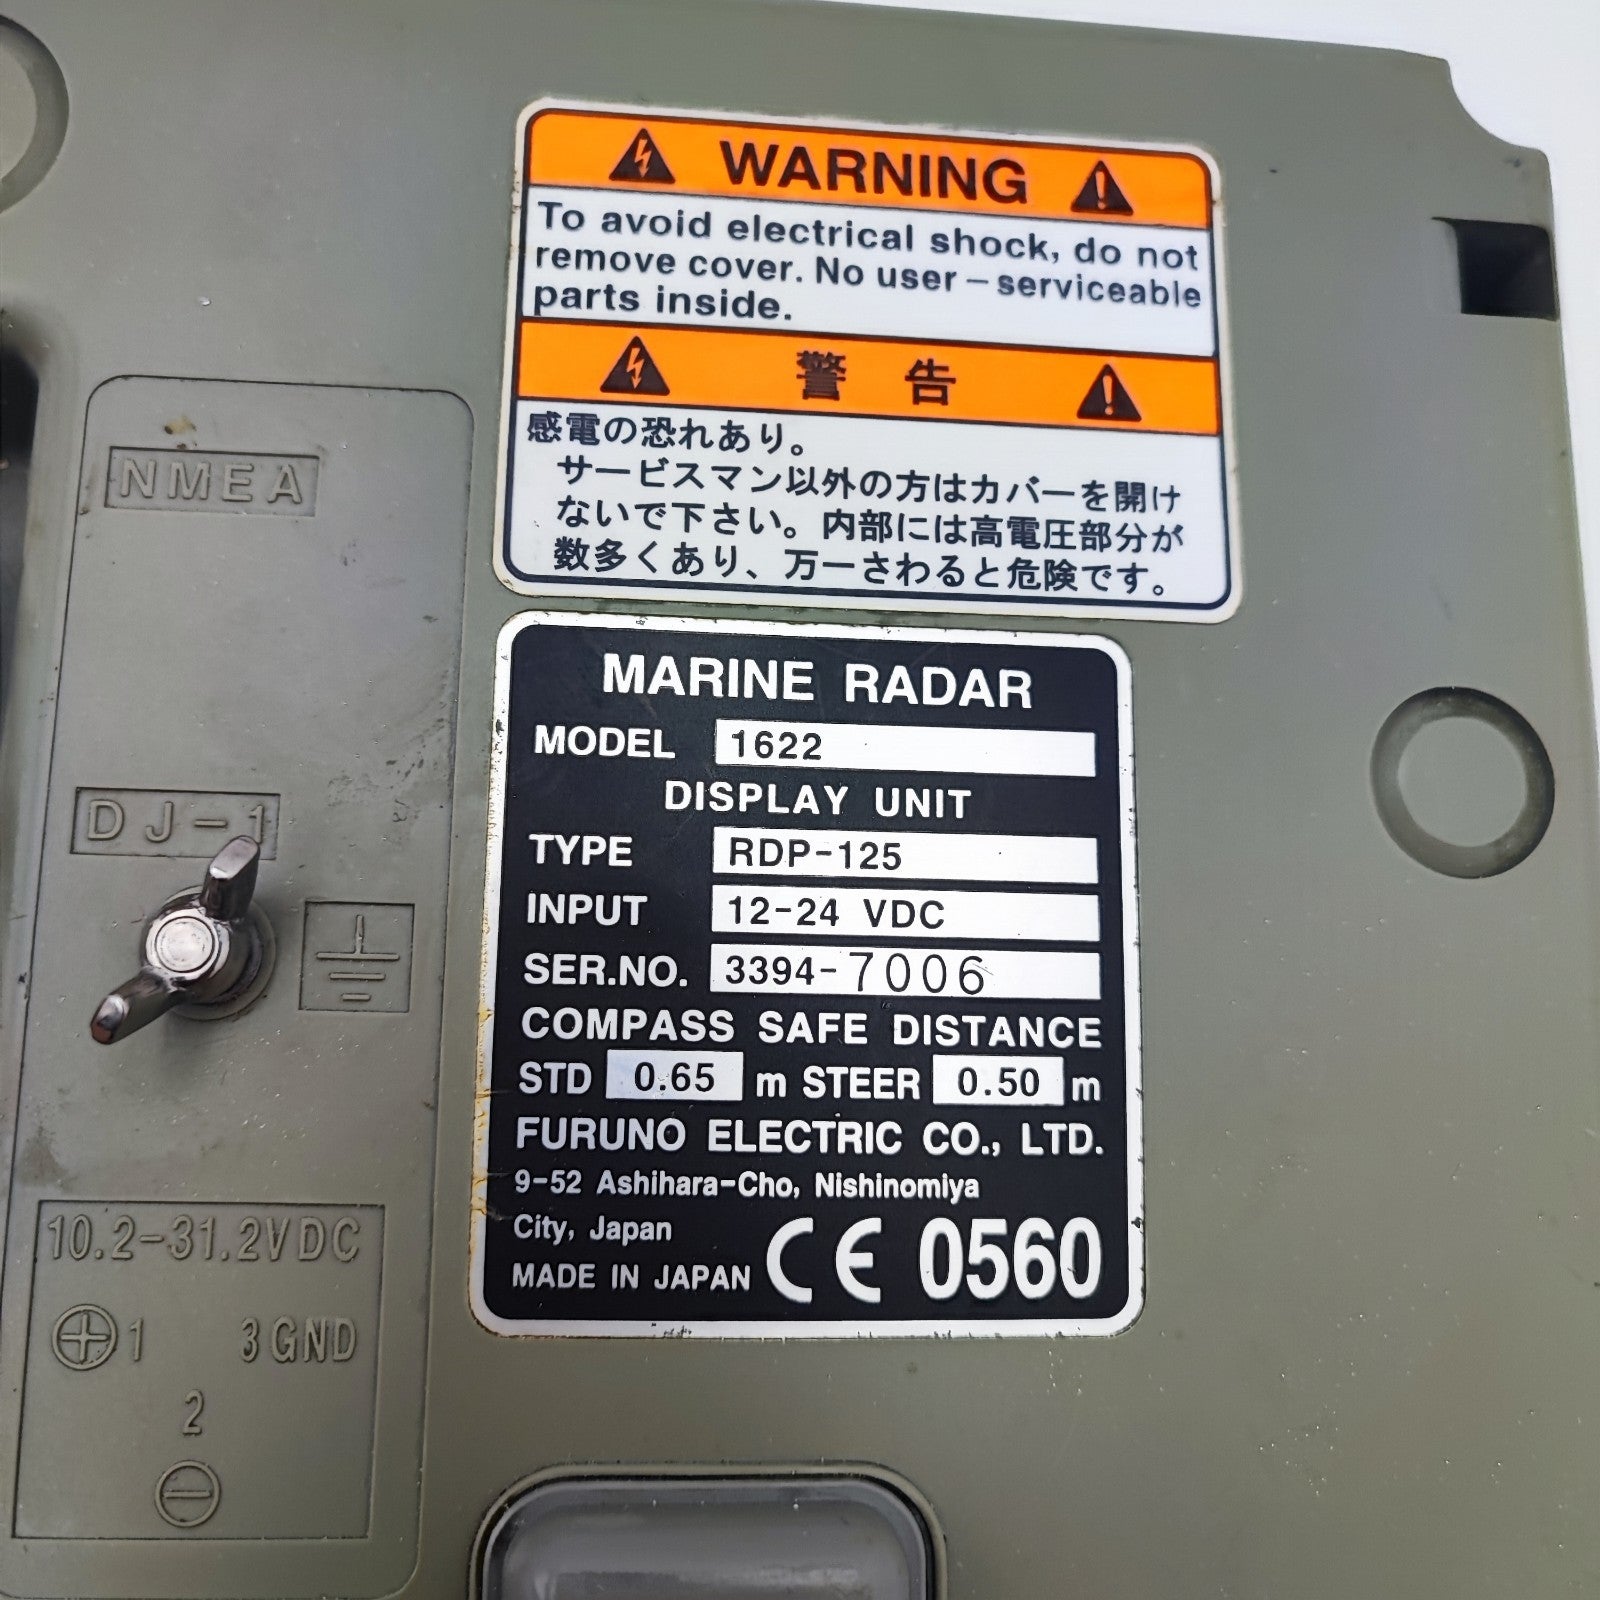 WARNING
To avoid electrical shock, do not
remove cover. No user-serviceable
parts inside.
警告
感電の恐れあり。
サービスマン以外の方はカバーを開け
ないで下さい。内部には高電圧部分が
数多くあり、万一さわると危険です。
NMEA
DJ-1
10.2-31.2VDC
1 3 GND
2
MARINE RADAR
MODEL 1622
DISPLAY UNIT
TYPE RDP-125
INPUT 12-24 VDC
SER.NO. 3394-7006
COMPASS SAFE DISTANCE
STD 0.65 m STEER 0.50 m
FURUNO ELECTRIC CO., LTD.
9-52 Ashihara-Cho, Nishinomiya
City, Japan
MADE IN JAPAN CE 0560